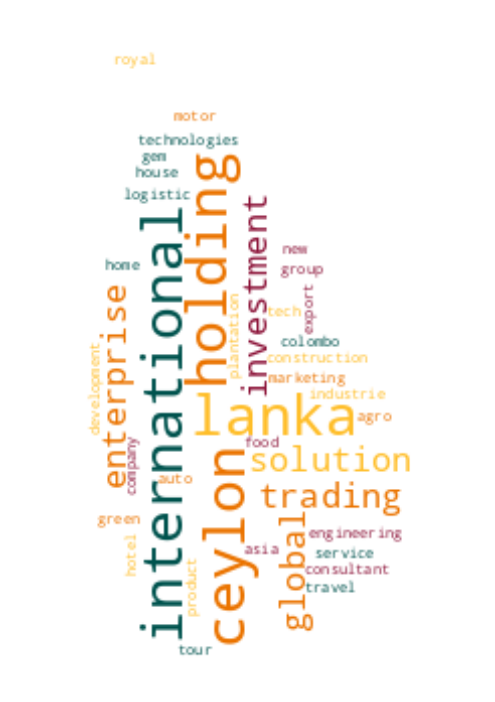 royal
motor
technologies
gem
house
logistic
holding
international
investment
new
home
group
enterprise
export
plantation
tech
colombo
development
construction
marketing
industrie
lanka
agro
company
food
ceylon
solution
auto
trading
green
global
engineering
hotel
asia
service
product
consultant
travel
tour